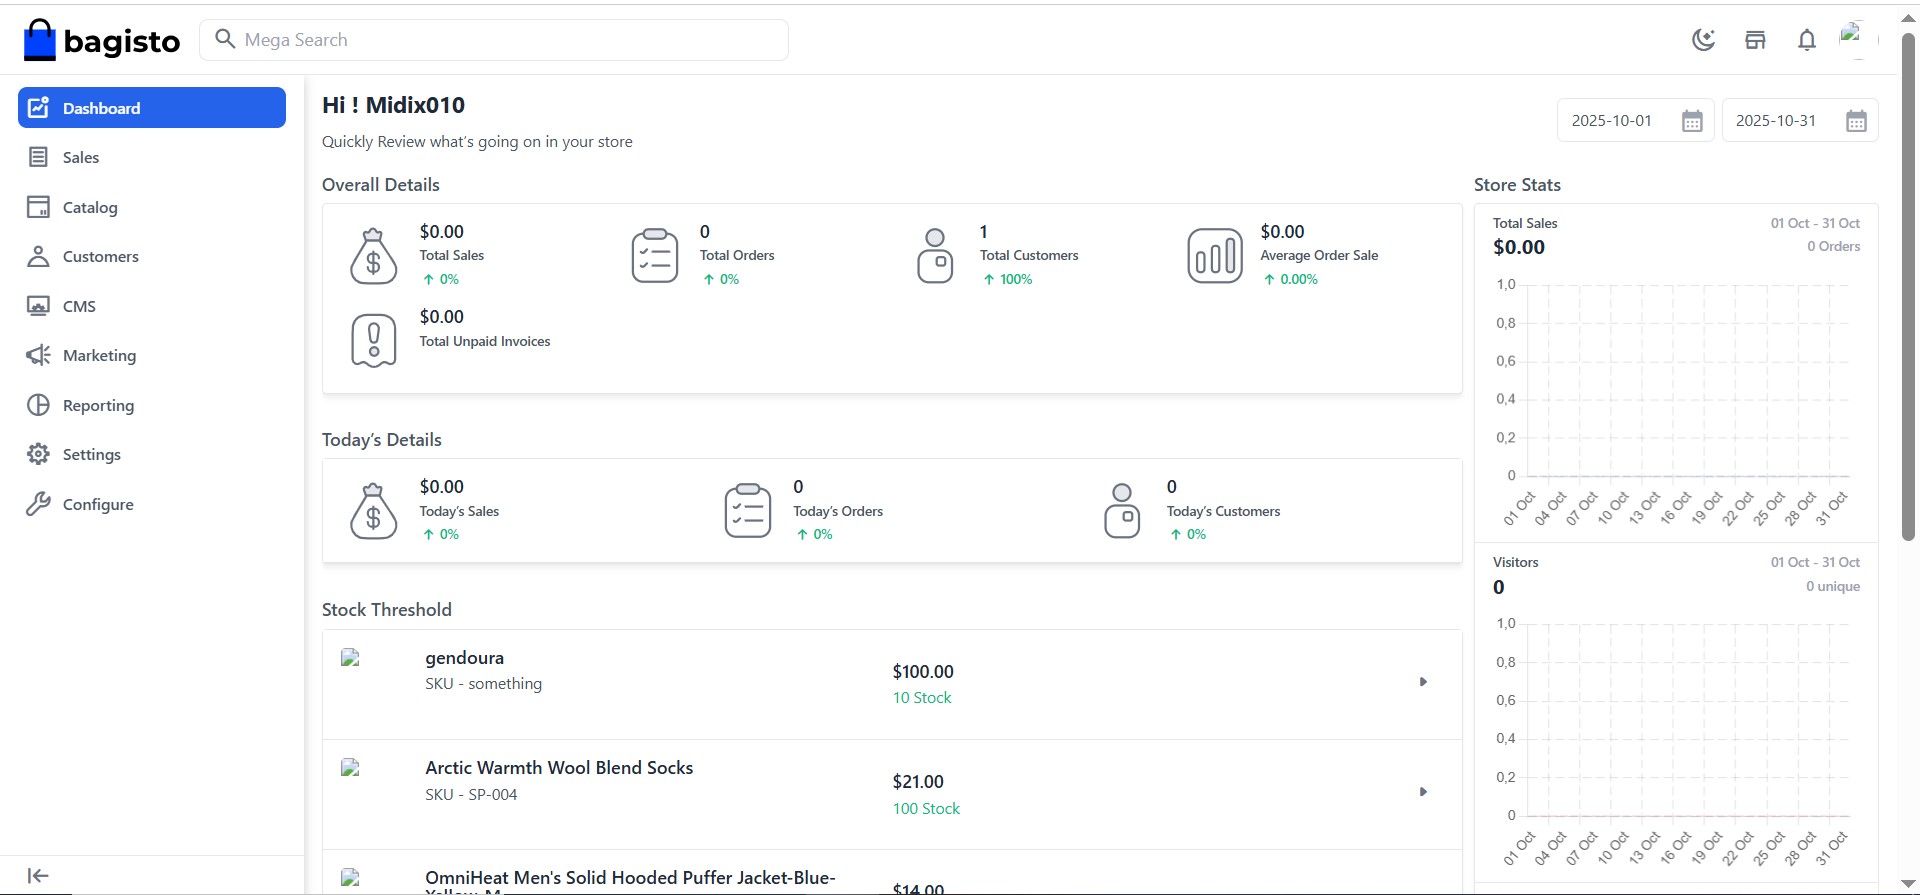 bagisto
Mega Search
Dashboard
Sales
Catalog
Customers
CMS
Marketing
Reporting
Settings
Configure
Hi ! Midix010
Quickly Review what's going on in your store
2025-10-01
2025-10-31
Overall Details
$0.00
Total Sales
0%
0
Total Orders
0%
1
Total Customers
100%
$0.00
Average Order Sale
0.00%
$0.00
Total Unpaid Invoices
Today's Details
$0.00
Today's Sales
0%
0
Today's Orders
0%
0
Today's Customers
0%
Stock Threshold
gendoura
SKU - something
$100.00
10 Stock
Arctic Warmth Wool Blend Socks
SKU - SP-004
$21.00
100 Stock
OmniHeat Men's Solid Hooded Puffer Jacket-Blue-
Yellow-M
$14.00
Store Stats
Total Sales
01 Oct - 31 Oct
$0.00
0 Orders
1,0
0,8
0,6
0,4
0,2
0
01 Oct
04 Oct
07 Oct
10 Oct
13 Oct
16 Oct
19 Oct
22 Oct
25 Oct
28 Oct
31 Oct
Visitors
01 Oct - 31 Oct
0
0 unique
1,0
0,8
0,6
0,4
0,2
0
01 Oct
04 Oct
07 Oct
10 Oct
13 Oct
16 Oct
19 Oct
22 Oct
25 Oct
28 Oct
31 Oct